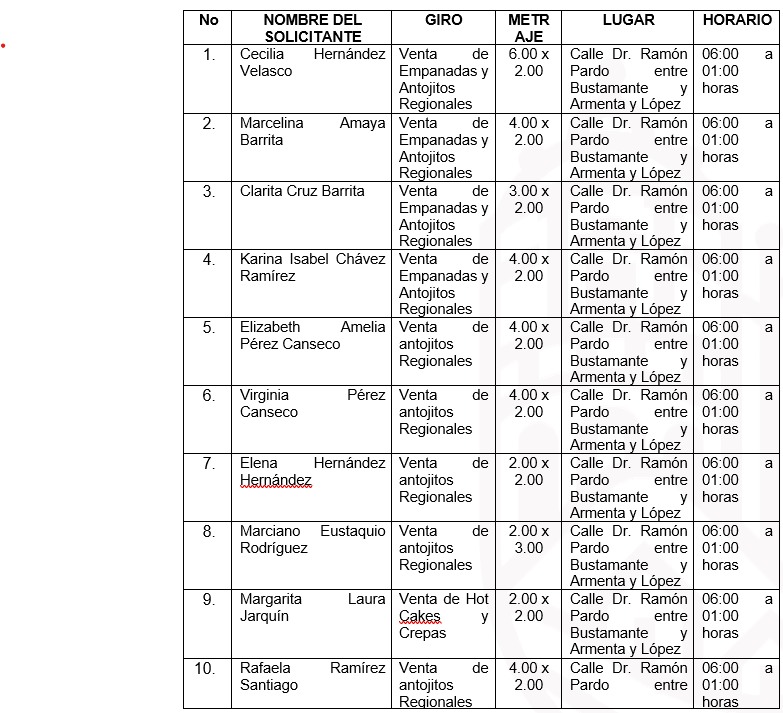 No NOMBRE DEL SOLICITANTE GIRO METR AJE LUGAR HORARIO
1. Cecilia Hernández Velasco Venta de Empanadas y Antojitos Regionales 6.00 x 2.00 Calle Dr. Ramón Pardo entre Bustamante y Armenta y López 06:00 a 01:00 horas
2. Marcelina Amaya Barrita Venta de Empanadas y Antojitos Regionales 4.00 x 2.00 Calle Dr. Ramón Pardo entre Bustamante y Armenta y López 06:00 a 01:00 horas
3. Clarita Cruz Barrita Venta de Empanadas y Antojitos Regionales 3.00 x 2.00 Calle Dr. Ramón Pardo entre Bustamante y Armenta y López 06:00 a 01:00 horas
4. Karina Isabel Chávez Ramírez Venta de Empanadas y Antojitos Regionales 4.00 x 2.00 Calle Dr. Ramón Pardo entre Bustamante y Armenta y López 06:00 a 01:00 horas
5. Elizabeth Amelia Pérez Canseco Venta de antojitos Regionales 4.00 x 2.00 Calle Dr. Ramón Pardo entre Bustamante y Armenta y López 06:00 a 01:00 horas
6. Virginia Pérez Canseco Venta de antojitos Regionales 4.00 x 2.00 Calle Dr. Ramón Pardo entre Bustamante y Armenta y López 06:00 a 01:00 horas
7. Elena Hernández Hernández Venta de antojitos Regionales 2.00 x 2.00 Calle Dr. Ramón Pardo entre Bustamante y Armenta y López 06:00 a 01:00 horas
8. Marciano Eustaquio Rodríguez Venta de antojitos Regionales 2.00 x 3.00 Calle Dr. Ramón Pardo entre Bustamante y Armenta y López 06:00 a 01:00 horas
9. Margarita Laura Jarquín Venta de Hot Cakes y Crepas 2.00 x 2.00 Calle Dr. Ramón Pardo entre Bustamante y Armenta y López 06:00 a 01:00 horas
10. Rafaela Ramírez Santiago Venta de antojitos Regionales 4.00 x 2.00 Calle Dr. Ramón Pardo entre 06:00 a 01:00 horas